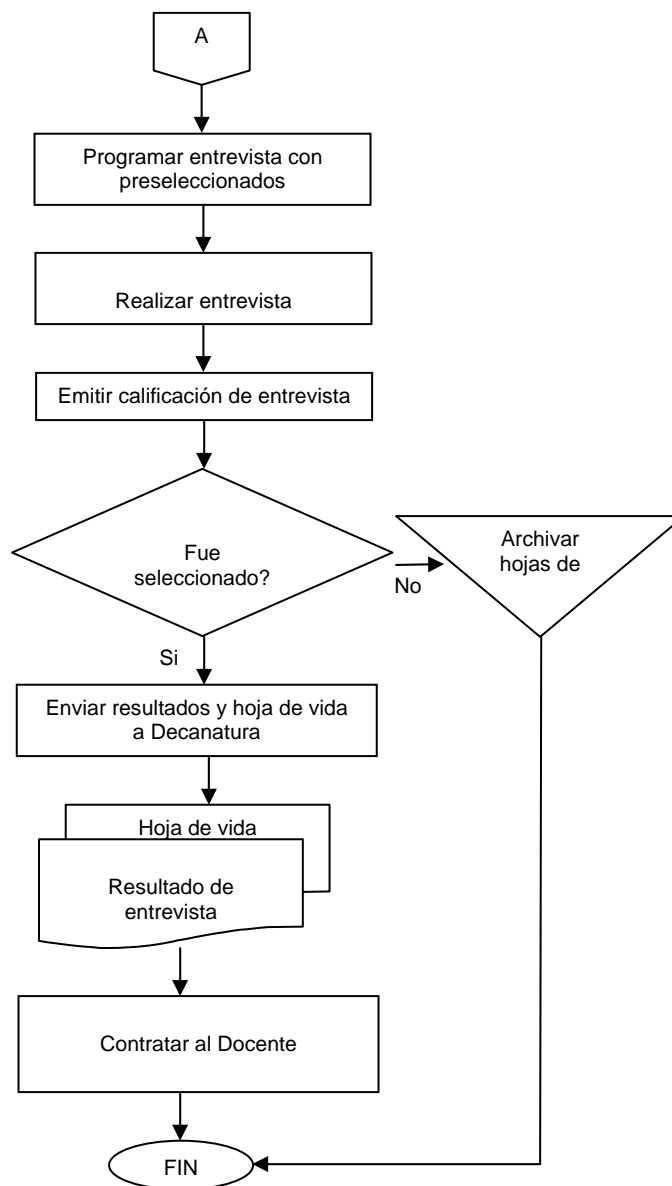 A
Programar entrevista con
preseleccionados
Realizar entrevista
Emitir calificación de entrevista
Fue
seleccionado?
Archivar
hojas de
No
Si
Enviar resultados y hoja de vida
a Decanatura
Hoja de vida
Resultado de
entrevista
Contratar al Docente
FIN